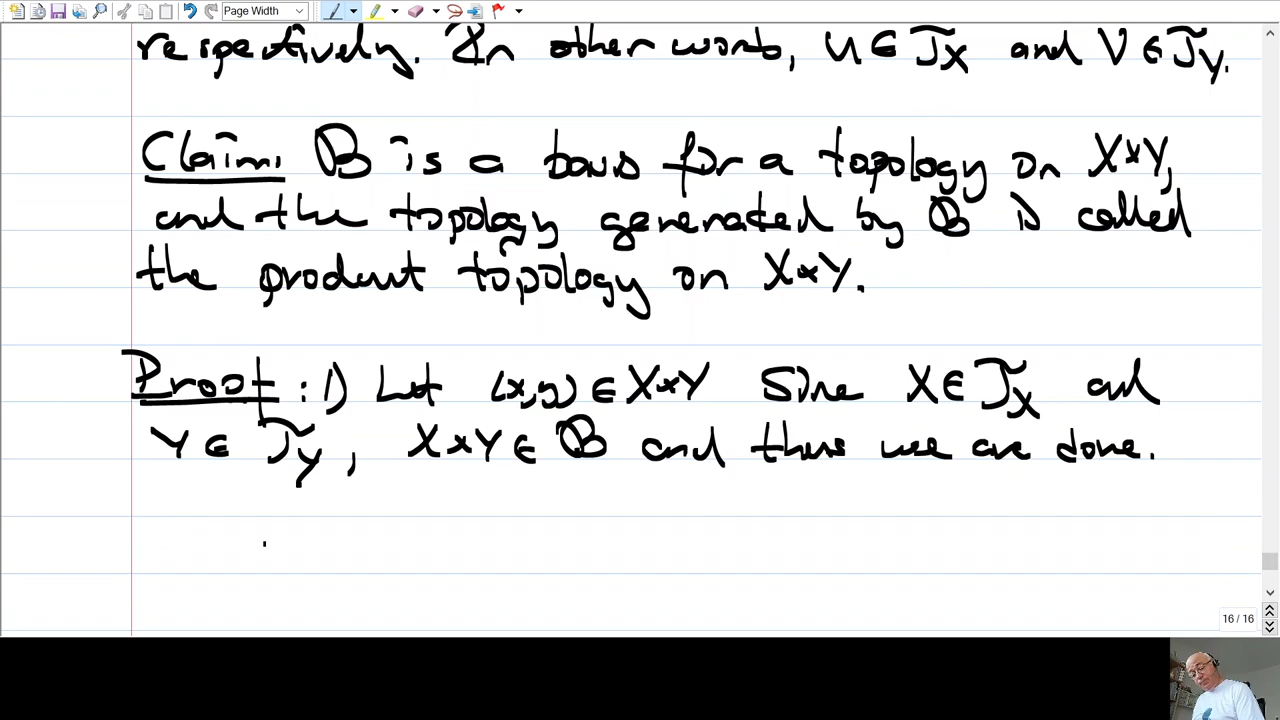 Page Width
respectively. In other words, U ∈ 𝒯_X and V ∈ 𝒯_Y.
Claim: 𝔹 is a basis for a topology on X×Y,
and the topology generated by 𝔹 is called
the product topology on X×Y.
Proof: 1) Let (x,y) ∈ X×Y Since X ∈ 𝒯_X and
Y ∈ 𝒯_Y, X×Y ∈ 𝔹 and thus we are done.
16 / 16